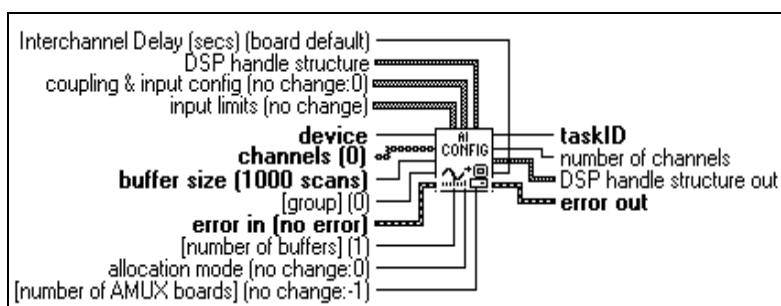 Interchannel Delay (secs) (board default)
DSP handle structure
coupling & input config (no change:0)
input limits (no change)
device
channels (0)
buffer size (1000 scans)
[group] (0)
error in (no error)
[number of buffers] (1)
allocation mode (no change:0)
[number of AMUX boards] (no change:-1)
AI
CONFIG
taskID
number of channels
DSP handle structure out
error out